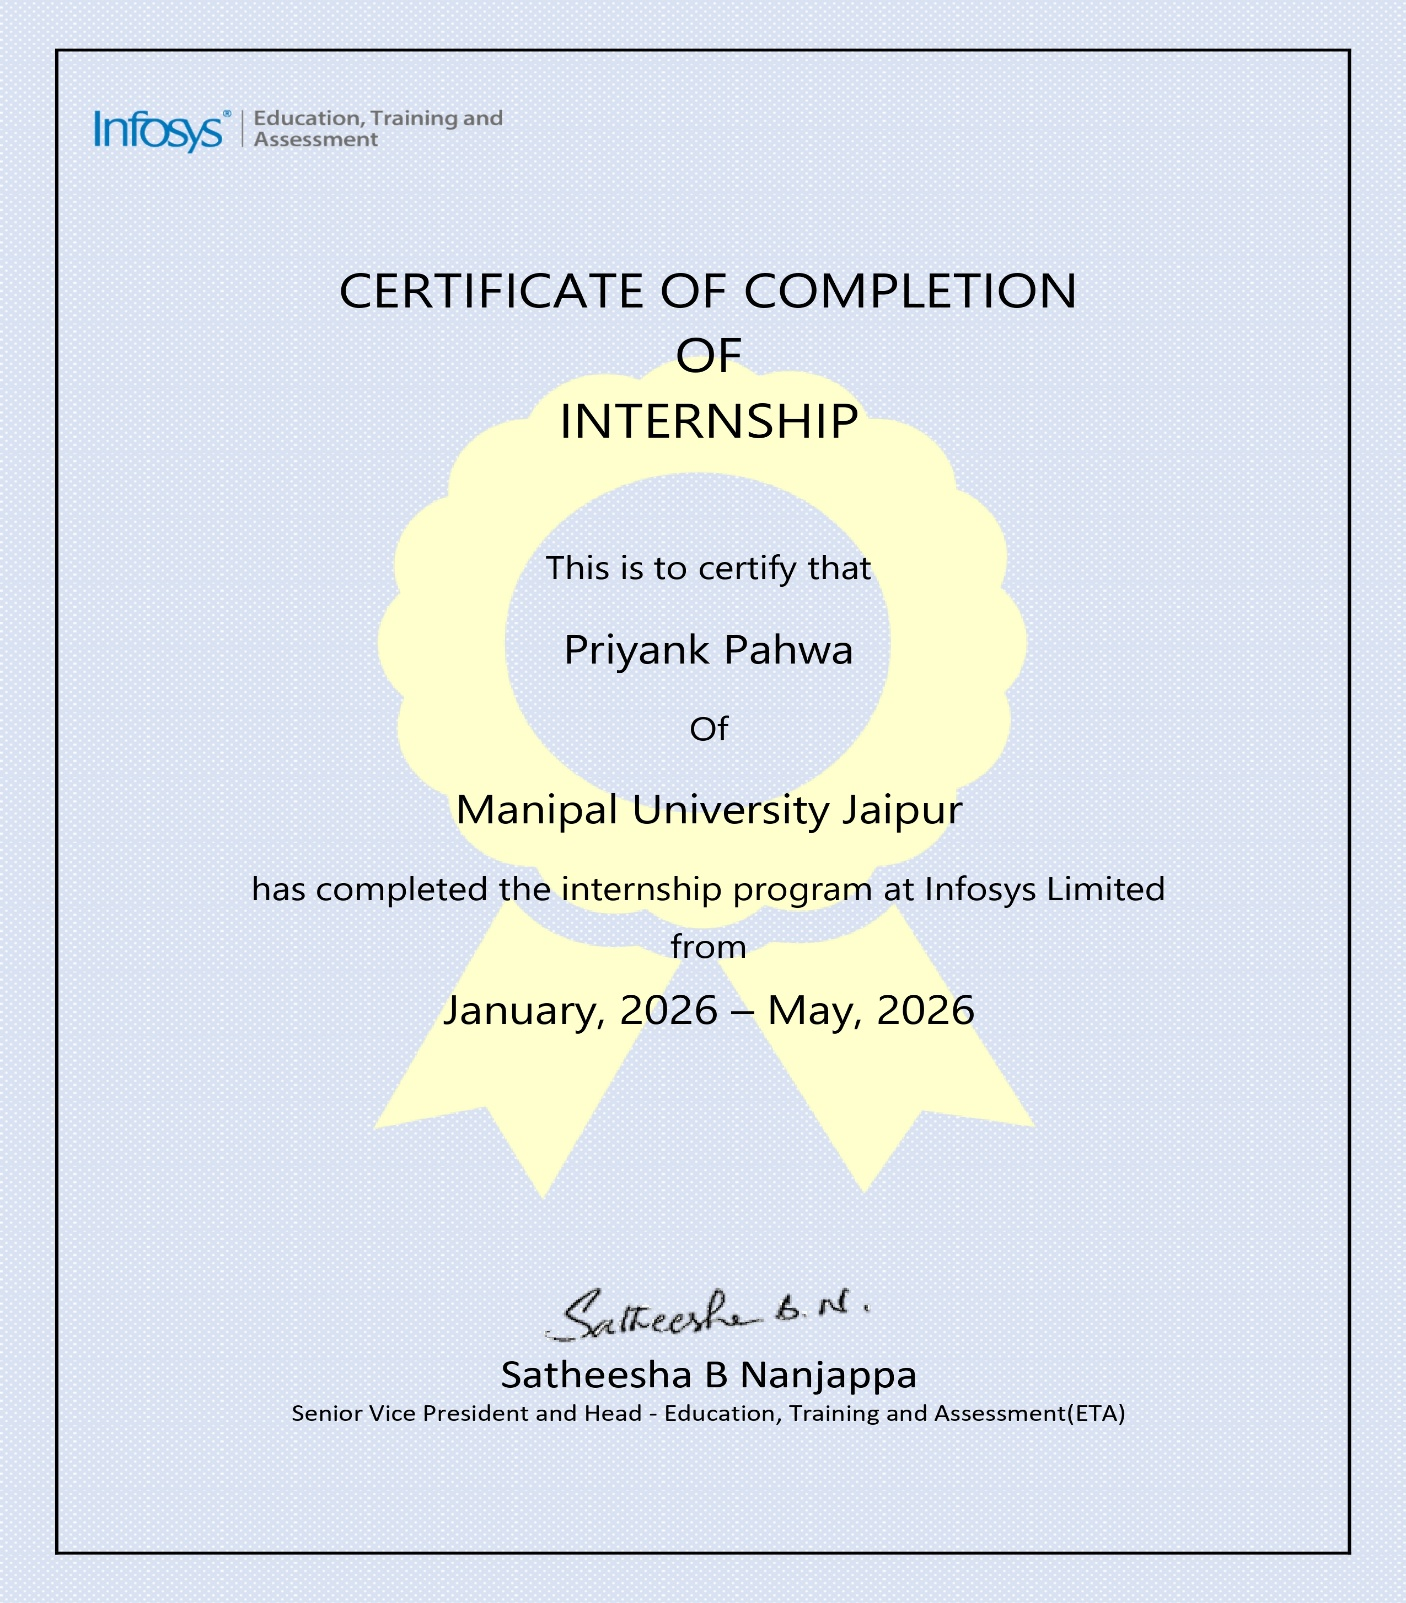 Infosys® | Education, Training and
Assessment
CERTIFICATE OF COMPLETION
OF
INTERNSHIP
This is to certify that
Priyank Pahwa
Of
Manipal University Jaipur
has completed the internship program at Infosys Limited
from
January, 2026 – May, 2026
Satheesha B. N.
Satheesha B Nanjappa
Senior Vice President and Head - Education, Training and Assessment(ETA)